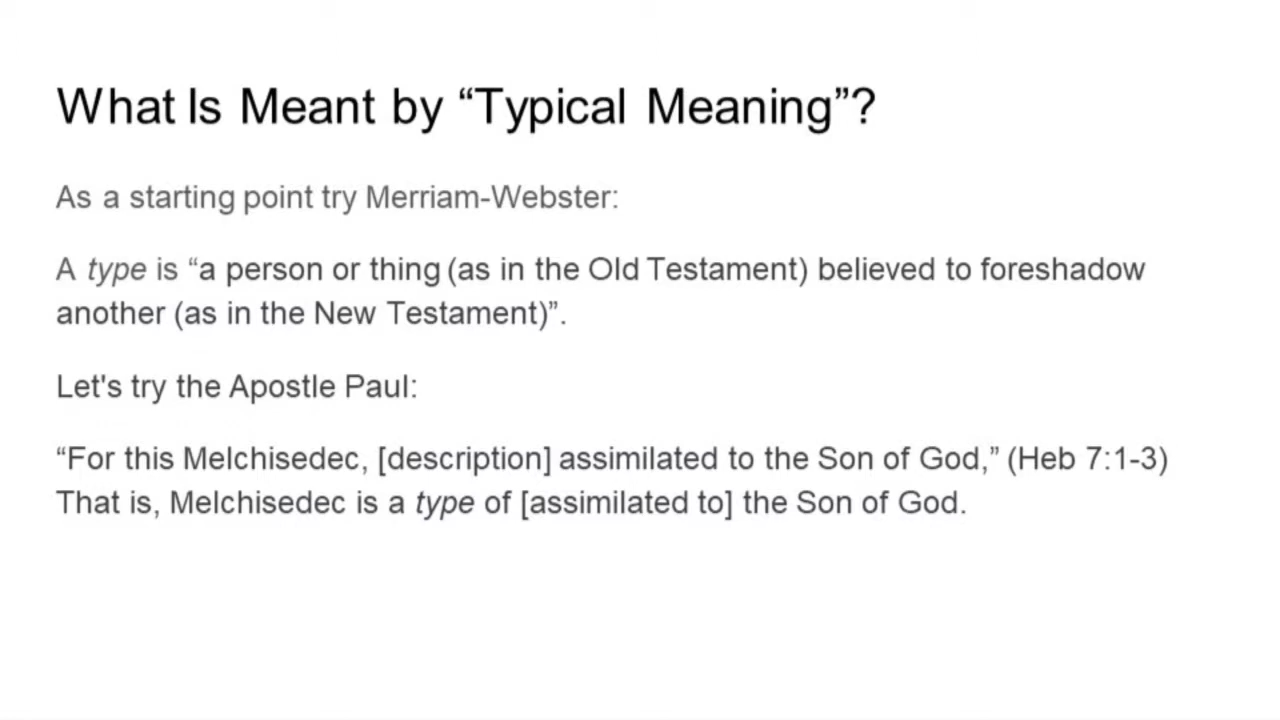 What Is Meant by “Typical Meaning”?
As a starting point try Merriam-Webster:
A type is “a person or thing (as in the Old Testament) believed to foreshadow
another (as in the New Testament)”.
Let's try the Apostle Paul:
“For this Melchisedec, [description] assimilated to the Son of God,” (Heb 7:1-3)
That is, Melchisedec is a type of [assimilated to] the Son of God.